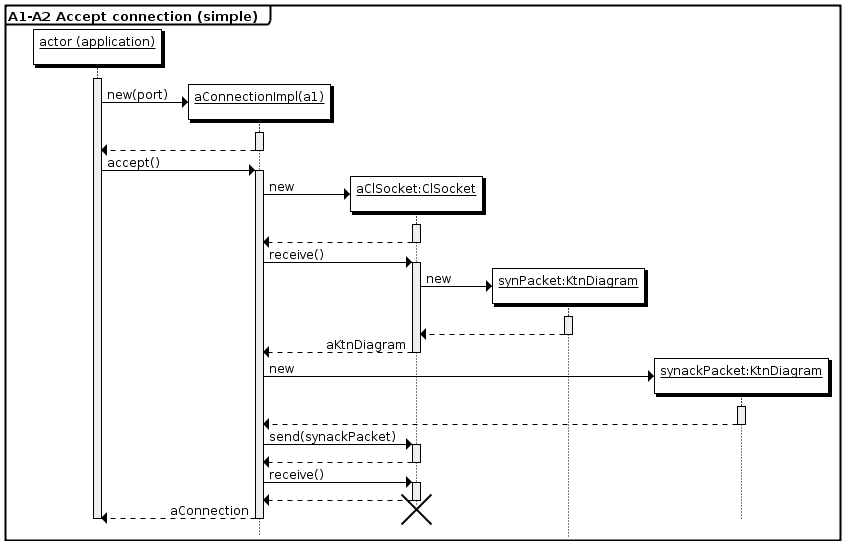 A1-A2 Accept connection (simple)
actor (application)
new(port)
aConnectionImpl(a1)
accept()
new
aClSocket:ClSocket
receive()
new
synPacket:KtnDiagram
aKtnDiagram
new
synackPacket:KtnDiagram
send(synackPacket)
receive()
aConnection